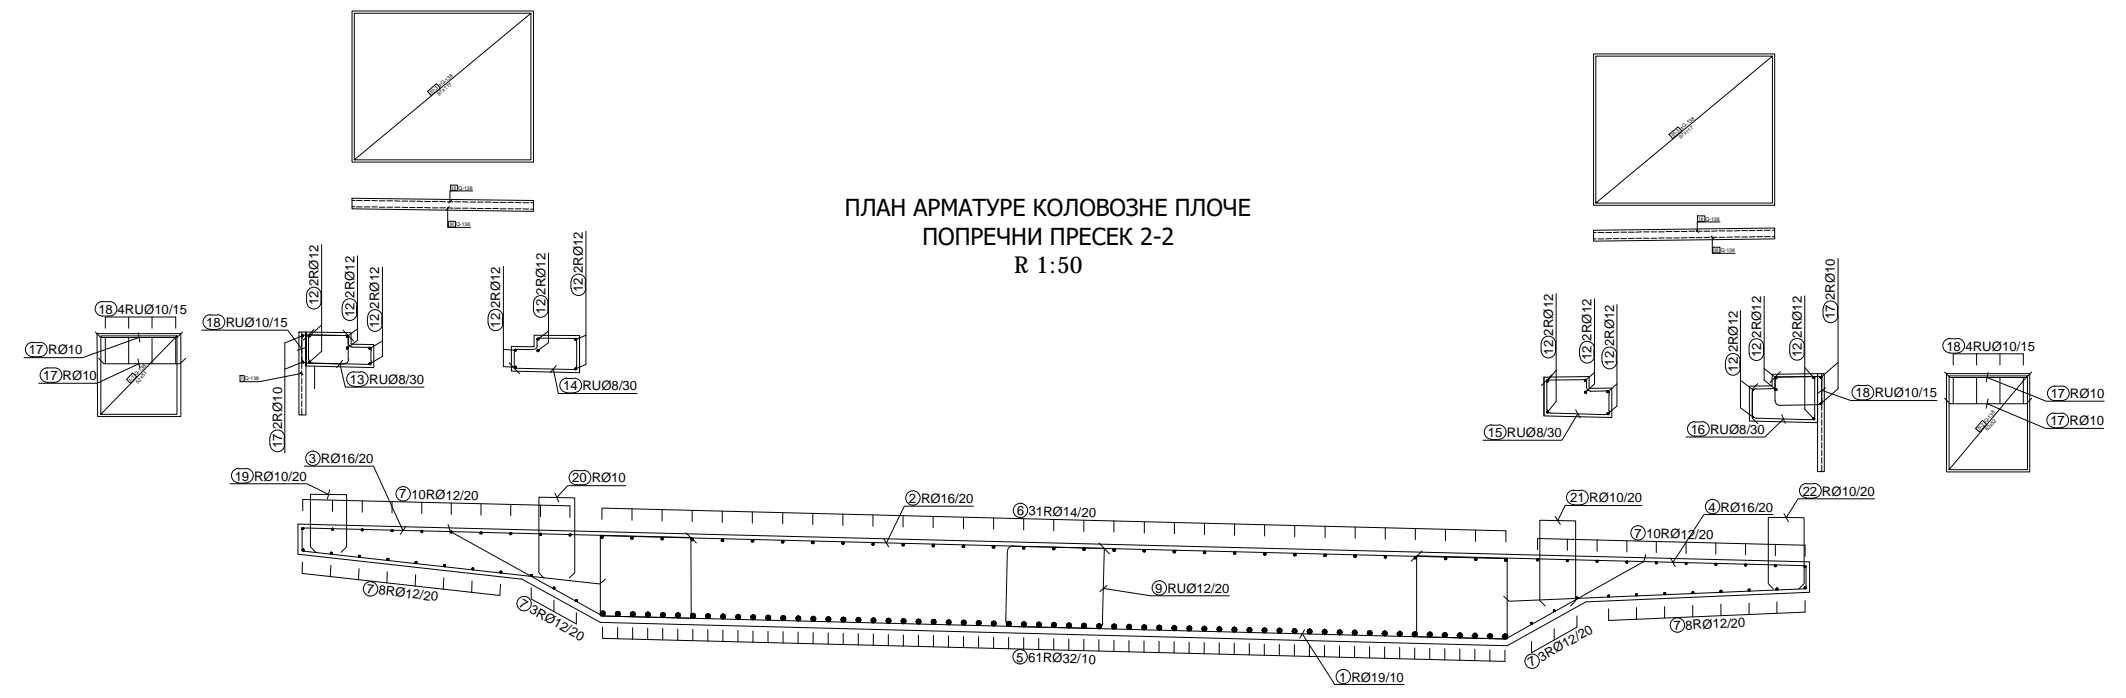 Q-138
Q-138
Q-138
Q-138
ПЛАН АРМАТУРЕ КОЛОВОЗНЕ ПЛОЧЕ
ПОПРЕЧНИ ПРЕСЕК 2-2
R 1:50
12 2RØ12
12 2RØ12
12 2RØ12
12 2RØ12
12 2RØ12
12 2RØ12
12 2RØ12
12 2RØ12
12 2RØ12
12 2RØ12
12 2RØ12
12 2RØ12
17 2RØ10
18 4RUØ10/15
17 RØ10
17 RØ10
18 RUØ10/15
Q-138
17 2RØ10
13 RUØ8/30
14 RUØ8/30
15 RUØ8/30
16 RUØ8/30
18 RUØ10/15
18 4RUØ10/15
17 RØ10
17 RØ10
3 RØ16/20
19 RØ10/20
7 10RØ12/20
20 RØ10
2 RØ16/20
6 31RØ14/20
21 RØ10/20
4 RØ16/20
22 RØ10/20
7 10RØ12/20
9 RUØ12/20
7 8RØ12/20
7 3RØ12/20
5 61RØ32/10
1 RØ19/10
7 3RØ12/20
7 8RØ12/20